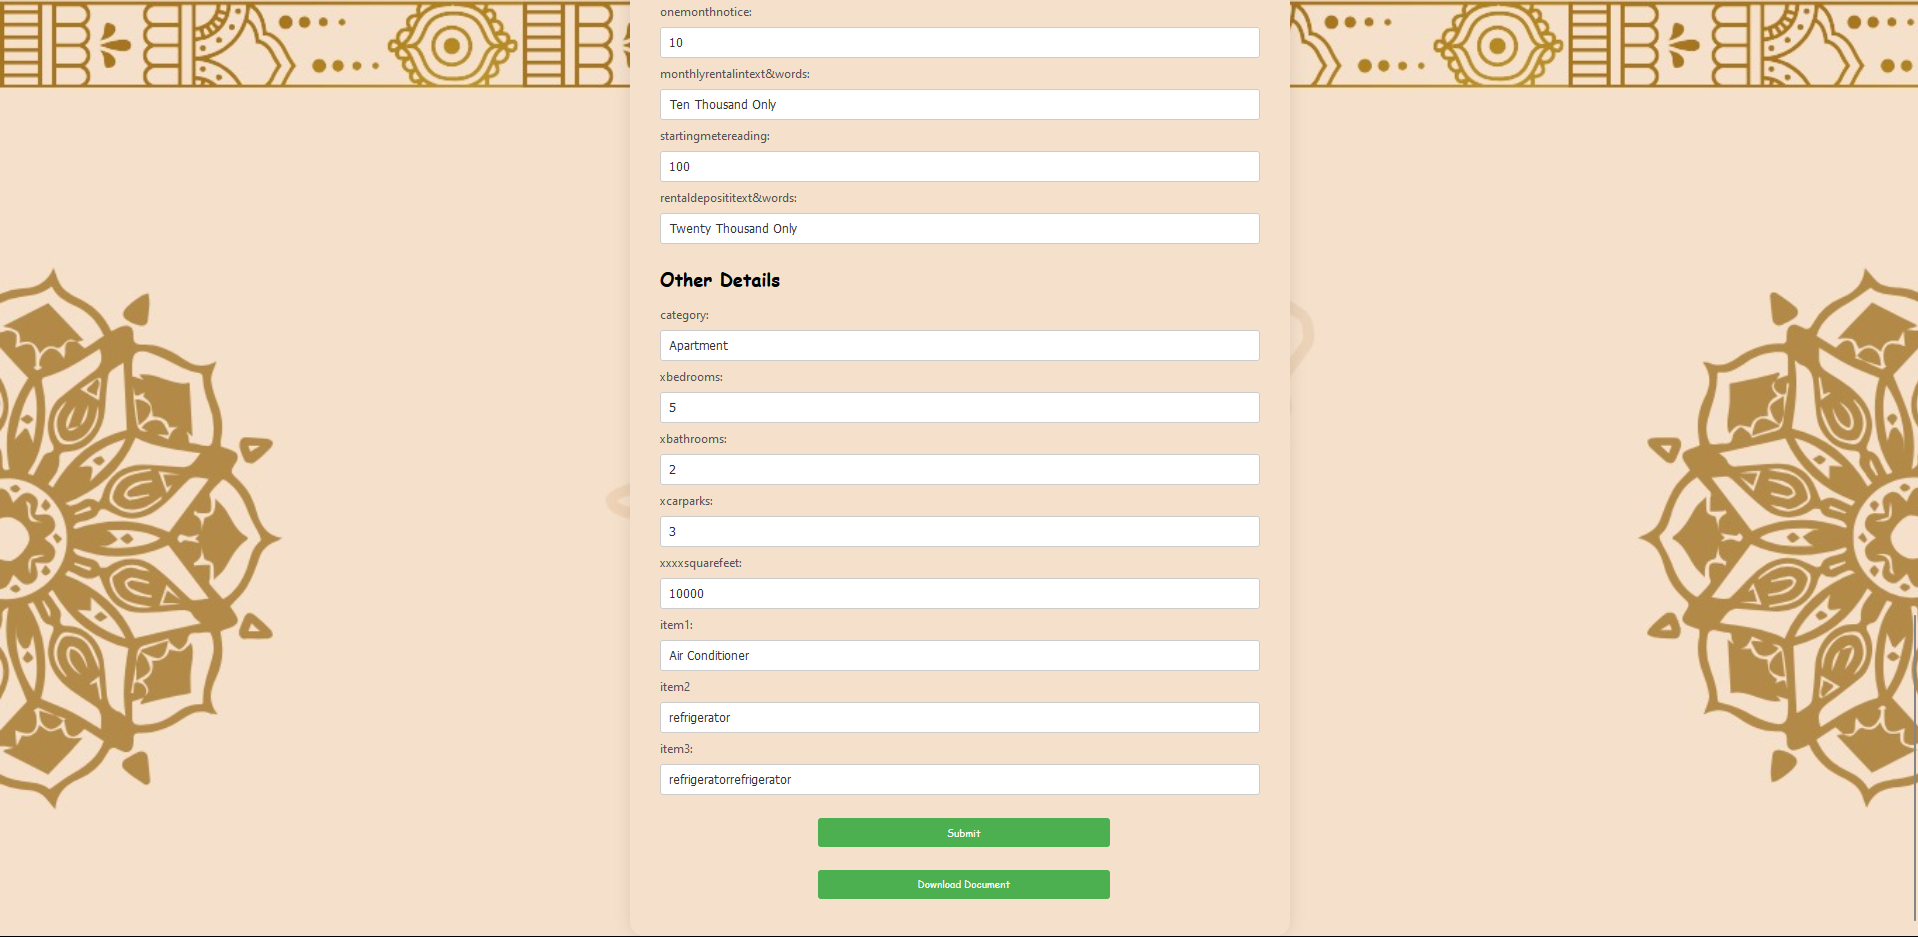 onemonthnotice:
10
monthlyrentalintext&words:
Ten Thousand Only
startingmetereading:
100
rentaldeposititext&words:
Twenty Thousand Only
Other Details
category:
Apartment
xbedrooms:
5
xbathrooms:
2
xcarparks:
3
xxxxsquarefeet:
10000
item1:
Air Conditioner
item2
refrigerator
item3:
refrigeratorrefrigerator
Submit
Download Document